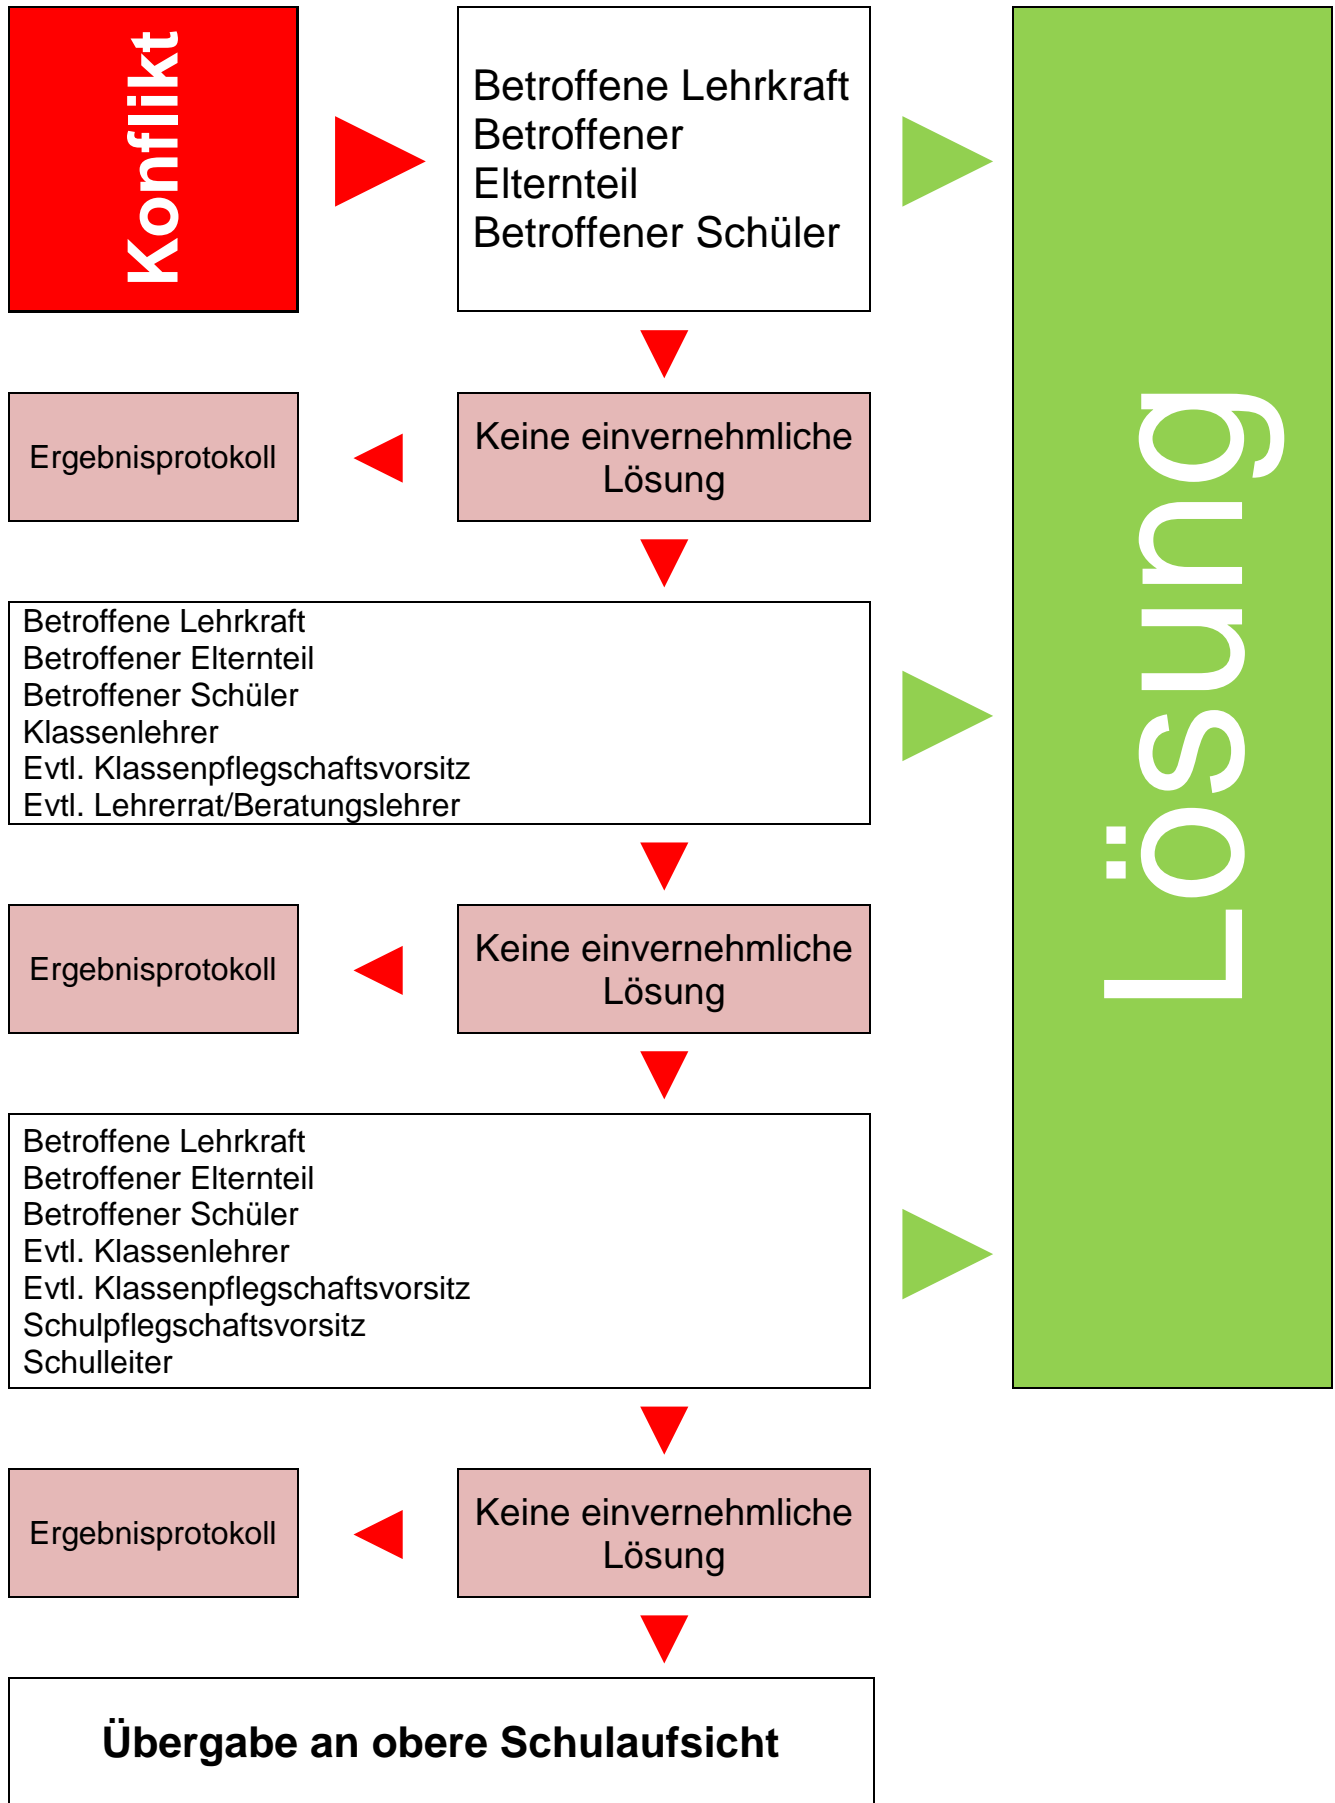 Konflikt
Betroffene Lehrkraft
Betroffener
Elternteil
Betroffener Schüler
Lösung
Ergebnisprotokoll
Keine einvernehmliche
Lösung
Betroffene Lehrkraft
Betroffener Elternteil
Betroffener Schüler
Klassenlehrer
Evtl. Klassenpflegschaftsvorsitz
Evtl. Lehrerrat/Beratungslehrer
Ergebnisprotokoll
Keine einvernehmliche
Lösung
Betroffene Lehrkraft
Betroffener Elternteil
Betroffener Schüler
Evtl. Klassenlehrer
Evtl. Klassenpflegschaftsvorsitz
Schulpflegschaftsvorsitz
Schulleiter
Ergebnisprotokoll
Keine einvernehmliche
Lösung
Übergabe an obere Schulaufsicht